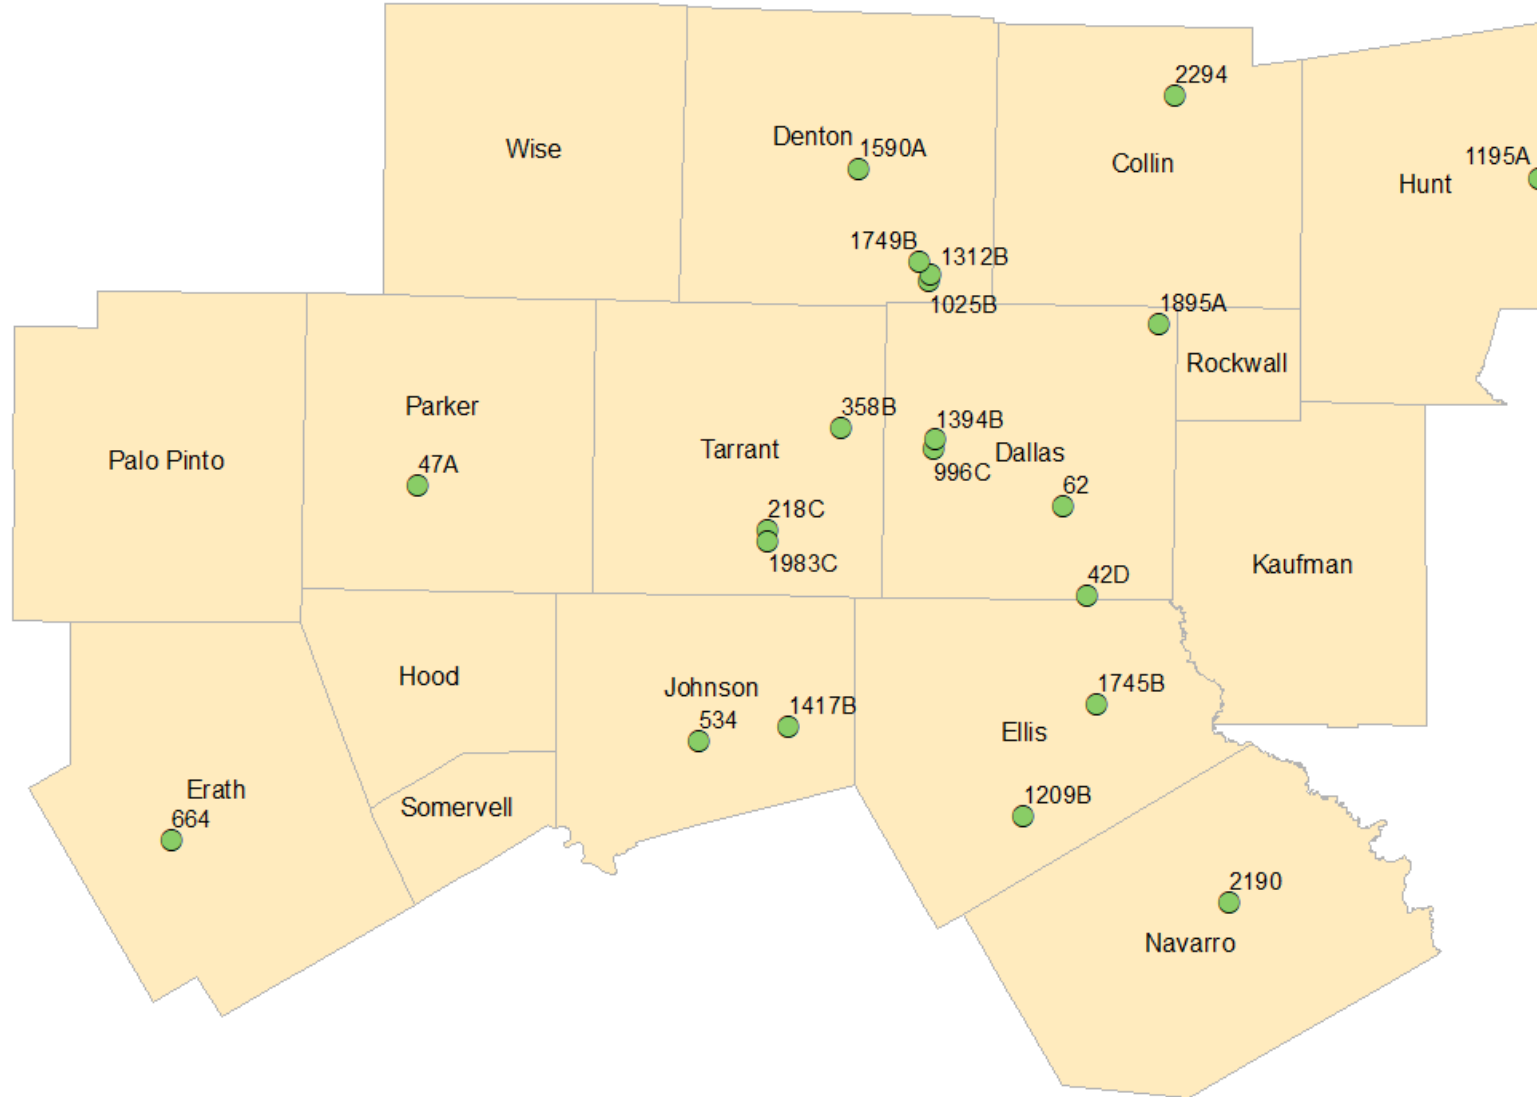 2294
Denton
1590A
Wise
Collin
1195A
Hunt
1749B
1312B
1025B
1895A
Rockwall
Parker
358B
1394B
Tarrant
Dallas
Palo Pinto
47A
996C
62
218C
1983C
Kaufman
42D
Hood
Johnson
1745B
1417B
534
Ellis
Erath
1209B
Somervell
664
2190
Navarro